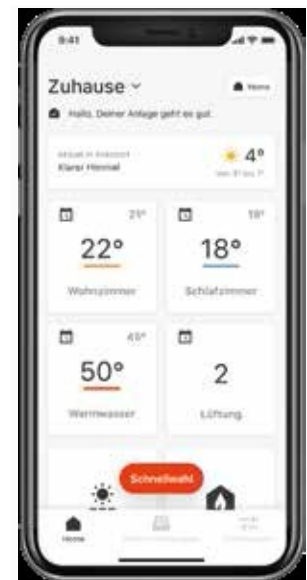 9:41
Zuhause
Home
Hallo, Deiner Anlage geht es gut.
Klarer Himmel
4°
21°
22°
Wohnzimmer
18°
18°
Schlafzimmer
45°
50°
Warmwasser
2
Lüftung
Schnellwahl
Home